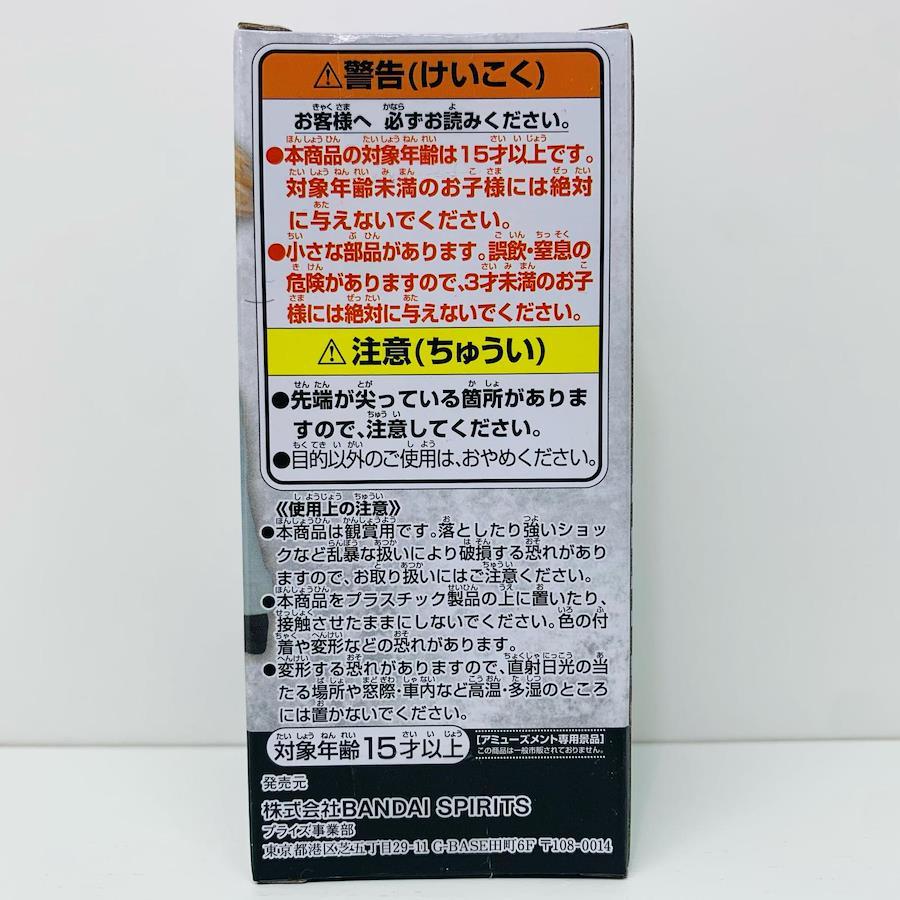 ⚠警告(けいこく)
お客様へ 必ずお読みください。
●本商品の対象年齢は15才以上です。
対象年齢未満のお子様には絶対
に与えないでください。
●小さな部品があります。誤飲・窒息の
危険がありますので、3才未満のお子
様には絶対に与えないでください。
⚠注意(ちゅうい)
●先端が尖っている箇所がありま
すので、注意してください。
●目的以外のご使用は、おやめください。
《使用上の注意》
●本商品は観賞用です。落としたり強いショッ
クなど乱暴な扱いにより破損する恐れがあり
ますので、お取り扱いにはご注意ください。
●本商品をプラスチック製品の上に置いたり、
接触させたままにしないでください。色の付
着や変形などの恐れがあります。
●変形する恐れがありますので、直射日光の当
たる場所や窓際・車内など高温・多湿のところ
には置かないでください。
対象年齢15才以上
[アミューズメント専用景品]
この商品は一般市販されておりません。
発売元
株式会社BANDAI SPIRITS
プライズ事業部
東京都港区芝五丁目29-11 G-BASE田町6F 〒108-0014